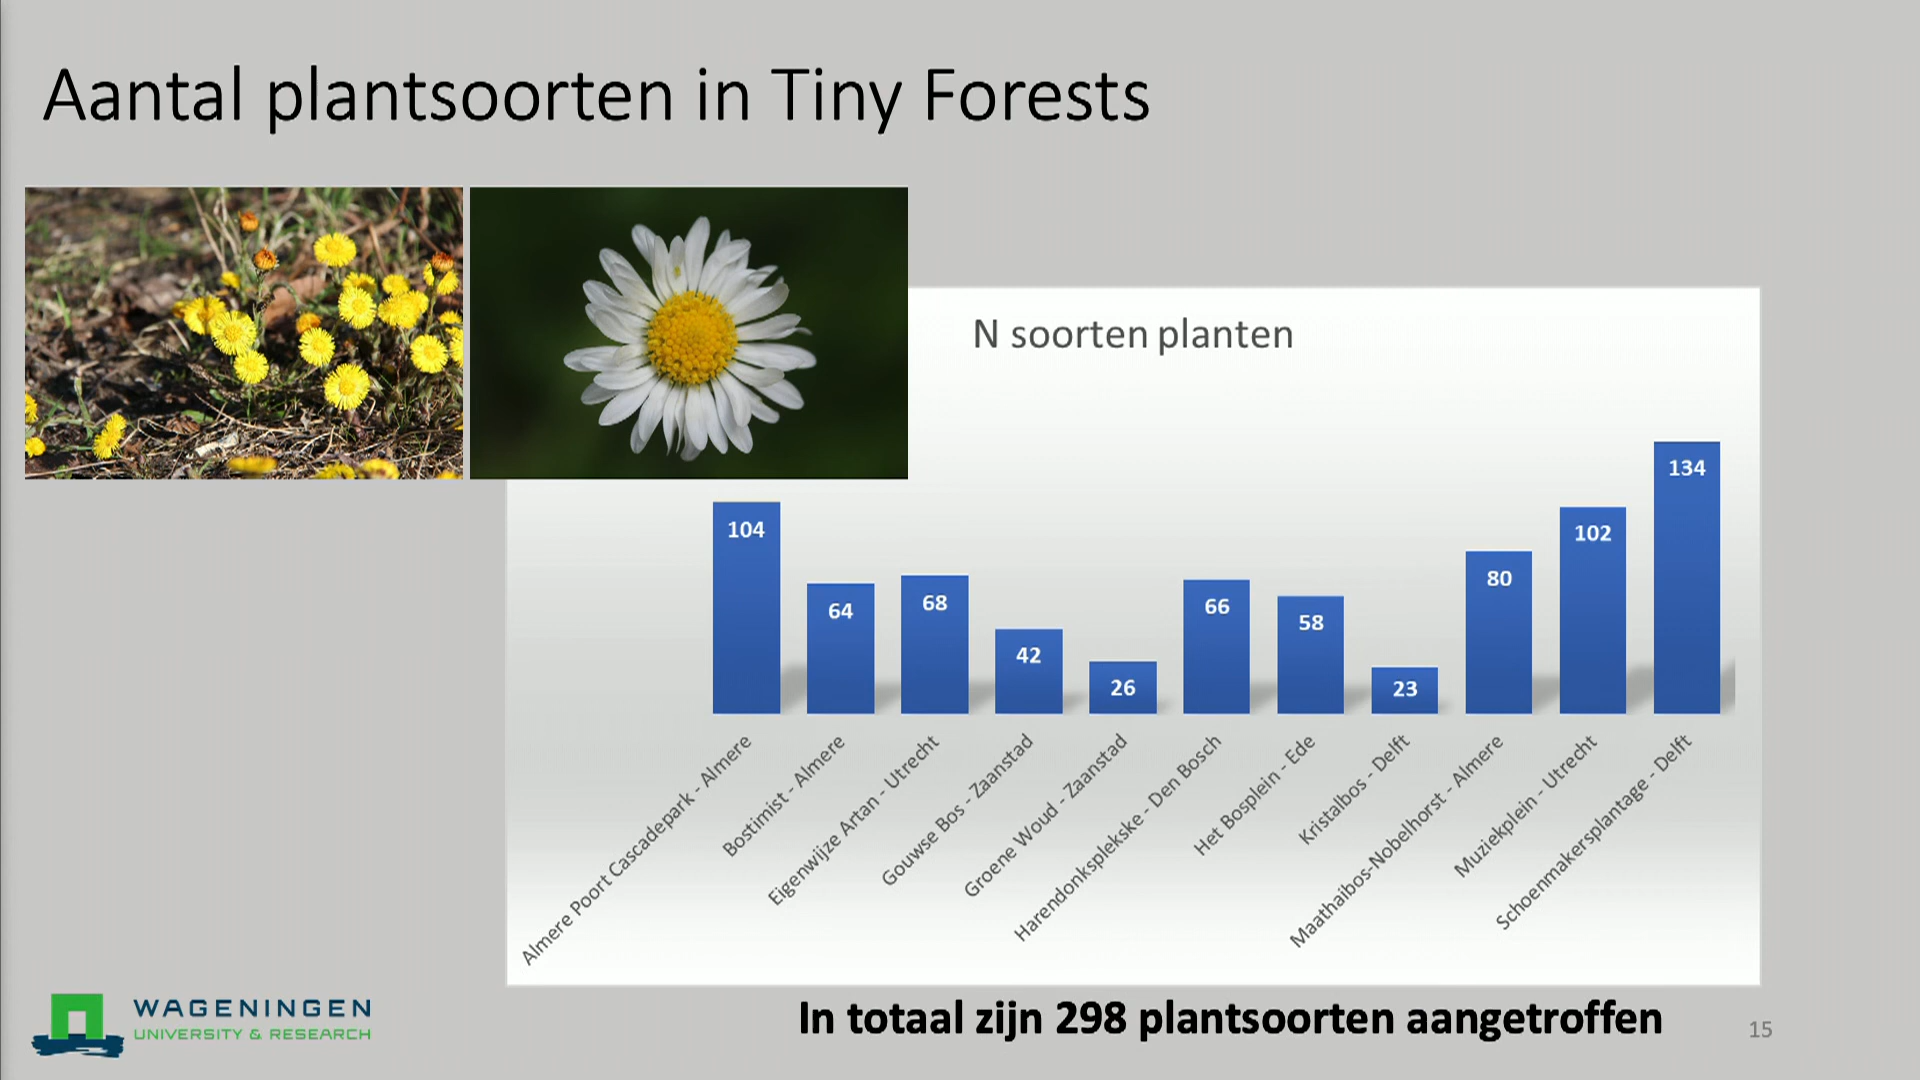 Aantal plantsoorten in Tiny Forests
N soorten planten
104
64
68
42
26
66
58
23
80
102
134
Almere Poort Cascadepark - Almere
Bostimist - Almere
Eigenwijze Artan - Utrecht
Gouwse Bos - Zaanstad
Groene Woud - Zaanstad
Harendonksplekske - Den Bosch
Het Bosplein - Ede
Kristalbos - Delft
Maathaibos-Nobelhorst - Almere
Muziekplein - Utrecht
Schoenmakersplantage - Delft
WAGENINGEN
UNIVERSITY & RESEARCH
In totaal zijn 298 plantsoorten aangetroffen
15